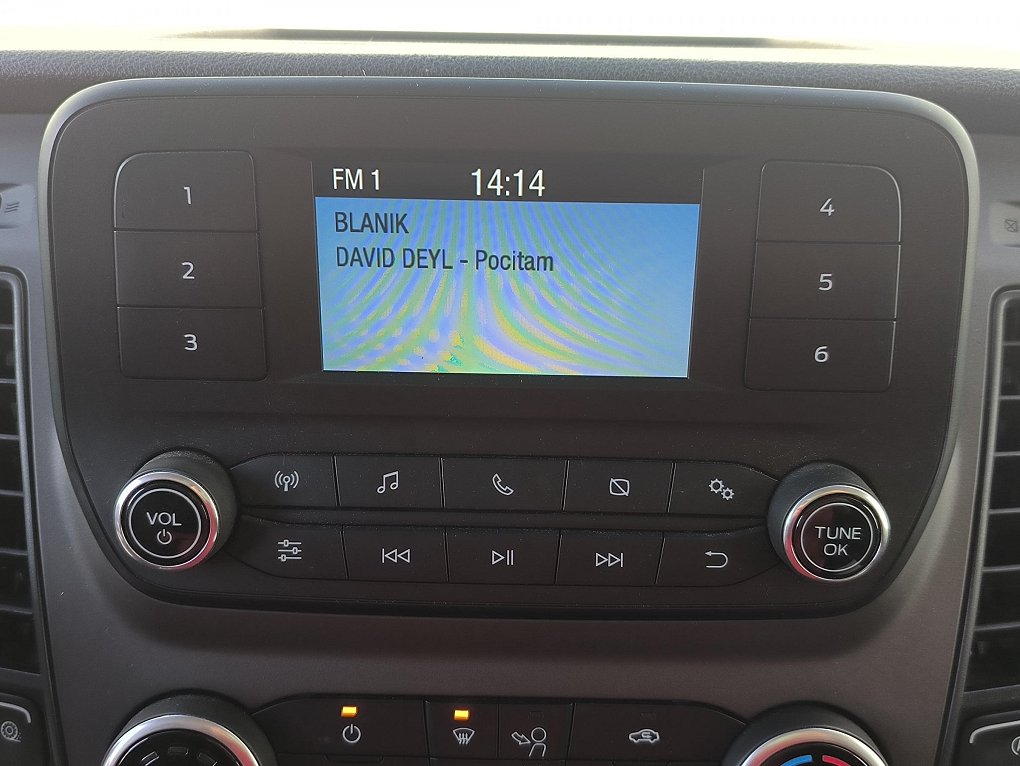 FM 1 14:14
BLANIK
DAVID DEYL - Pocitam
1
2
3
4
5
6
VOL
TUNE
OK